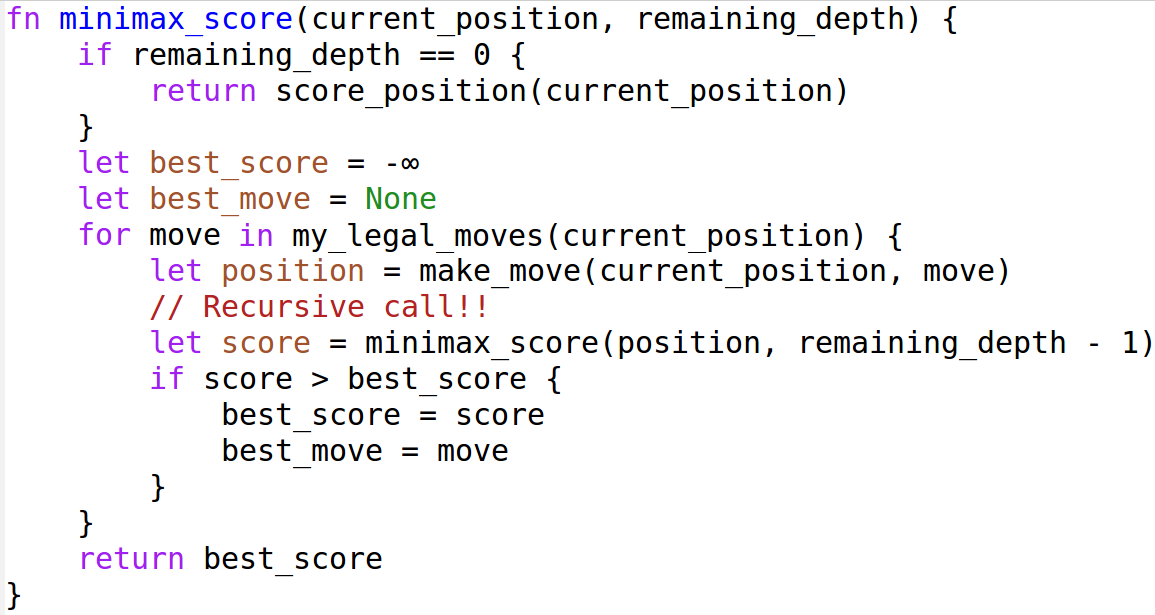 fn minimax_score(current_position, remaining_depth) {
    if remaining_depth == 0 {
        return score_position(current_position)
    }
    let best_score = -∞
    let best_move = None
    for move in my_legal_moves(current_position) {
        let position = make_move(current_position, move)
        // Recursive call!!
        let score = minimax_score(position, remaining_depth - 1)
        if score > best_score {
            best_score = score
            best_move = move
        }
    }
    return best_score
}